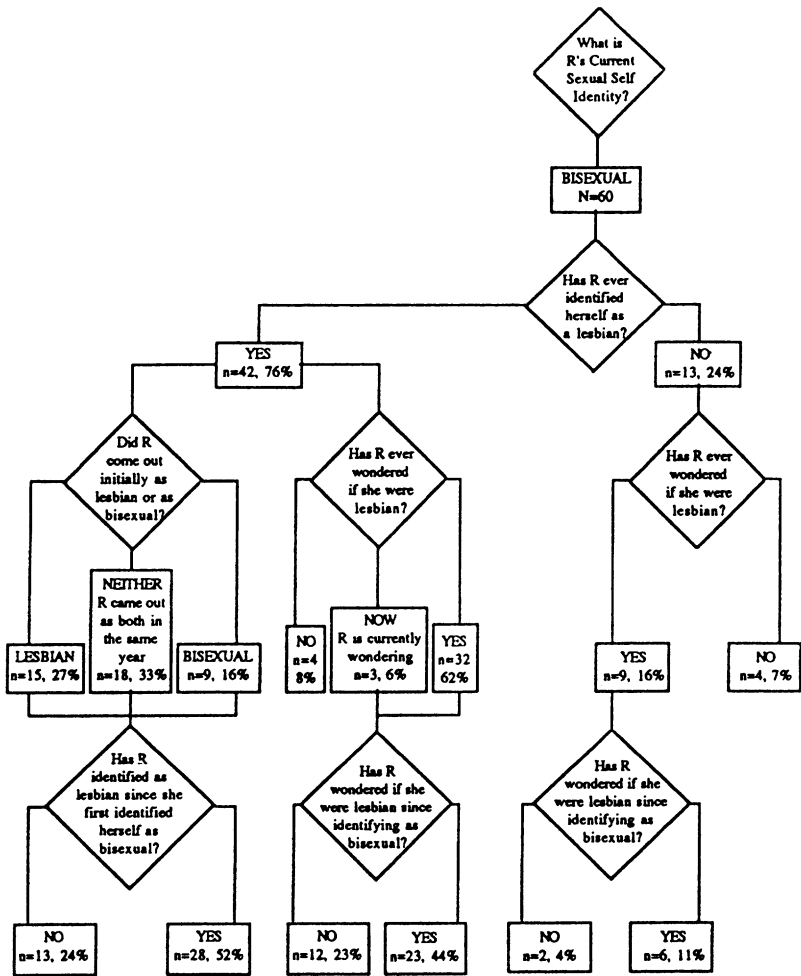 What is
R's Current
Sexual Self
Identity?
BISEXUAL
N=60
Has R ever
identified
herself as
a lesbian?
YES
n=42, 76%
NO
n=13, 24%
Did R
come out
initially as
lesbian or as
bisexual?
Has R ever
wondered
if she were
lesbian?
Has R ever
wondered
if she were
lesbian?
LESBIAN
n=15, 27%
NEITHER
R came out
as both in
the same
year
n=18, 33%
BISEXUAL
n=9, 16%
NO
n=4
8%
NOW
R is currently
wondering
n=3, 6%
YES
n=32
62%
YES
n=9, 16%
NO
n=4, 7%
Has R
identified as
lesbian since she
first identified
herself as
bisexual?
Has R
wondered if she
were lesbian since
identifying as
bisexual?
Has R
wondered if she
were lesbian since
identifying as
bisexual?
NO
n=13, 24%
YES
n=28, 52%
NO
n=12, 23%
YES
n=23, 44%
NO
n=2, 4%
YES
n=6, 11%